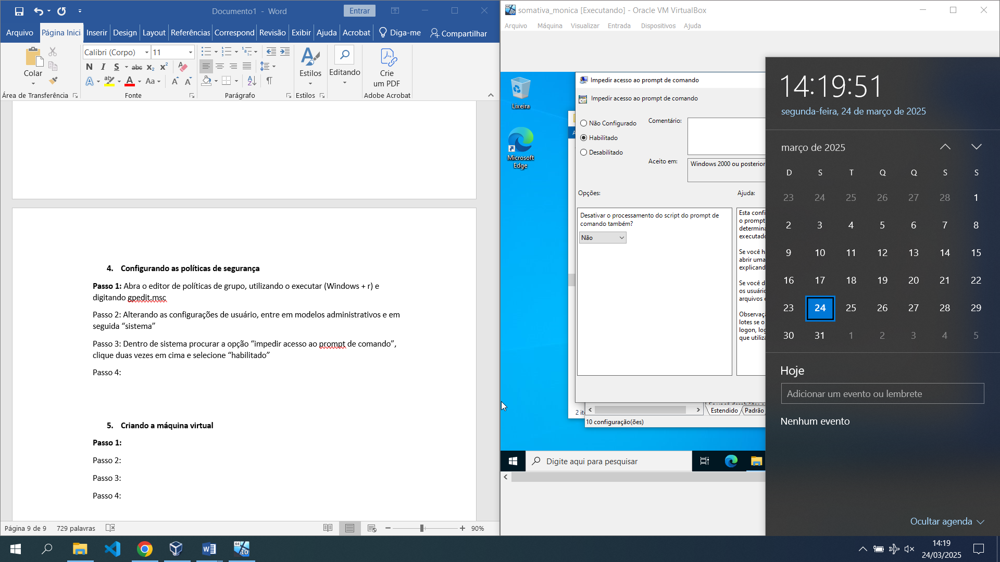 Documento1 - Word
Entrar
Arquivo
Página Inici
Inserir
Design
Layout
Referências
Correspond
Revisão
Exibir
Ajuda
Acrobat
Diga-me
Compartilhar
Colar
Calibri (Corpo)
11
N I S abc x₂ x²
A aby A Aa A A
Estilos
Editando
Crie
um PDF
Área de Transferência
Fonte
Parágrafo
Estilos
Adobe Acrobat
4. Configurando as políticas de segurança
Passo 1: Abra o editor de políticas de grupo, utilizando o executar (Windows + r) e
digitando gpedit.msc
Passo 2: Alterando as configurações de usuário, entre em modelos administrativos e em
seguida “sistema”
Passo 3: Dentro de sistema procurar a opção “impedir acesso ao prompt de comando”,
clique duas vezes em cima e selecione “habilitado”
Passo 4:
5. Criando a máquina virtual
Passo 1:
Passo 2:
Passo 3:
Passo 4:
Página 9 de 9
729 palavras
90%
somativa_monica [Executando] - Oracle VM VirtualBox
Arquivo
Máquina
Visualizar
Entrada
Dispositivos
Ajuda
Lixeira
Microsoft
Edge
Impedir acesso ao prompt de comando
Impedir acesso ao prompt de comando
Não Configurado
Habilitado
Desabilitado
Comentário:
Aceito em:
Windows 2000 ou posterior
Opções:
Ajuda:
Desativar o processamento do script do prompt de
comando também?
Não
Esta confi
o prompt
determina
executado
Se você h
abrir uma
explicand
Se você d
os usuário
arquivos e
Observaçã
lotes se o
logon, log
que utiliza
2 ite
Estendido
Padrão
10 configuração(ões)
Digite aqui para pesquisar
14:19:51
segunda-feira, 24 de março de 2025
março de 2025
D S T Q Q S S
23 24 25 26 27 28 1
2 3 4 5 6 7 8
9 10 11 12 13 14 15
16 17 18 19 20 21 22
23 24 25 26 27 28 29
30 31 1 2 3 4 5
Hoje
Adicionar um evento ou lembrete
Nenhum evento
Ocultar agenda
14:19
24/03/2025